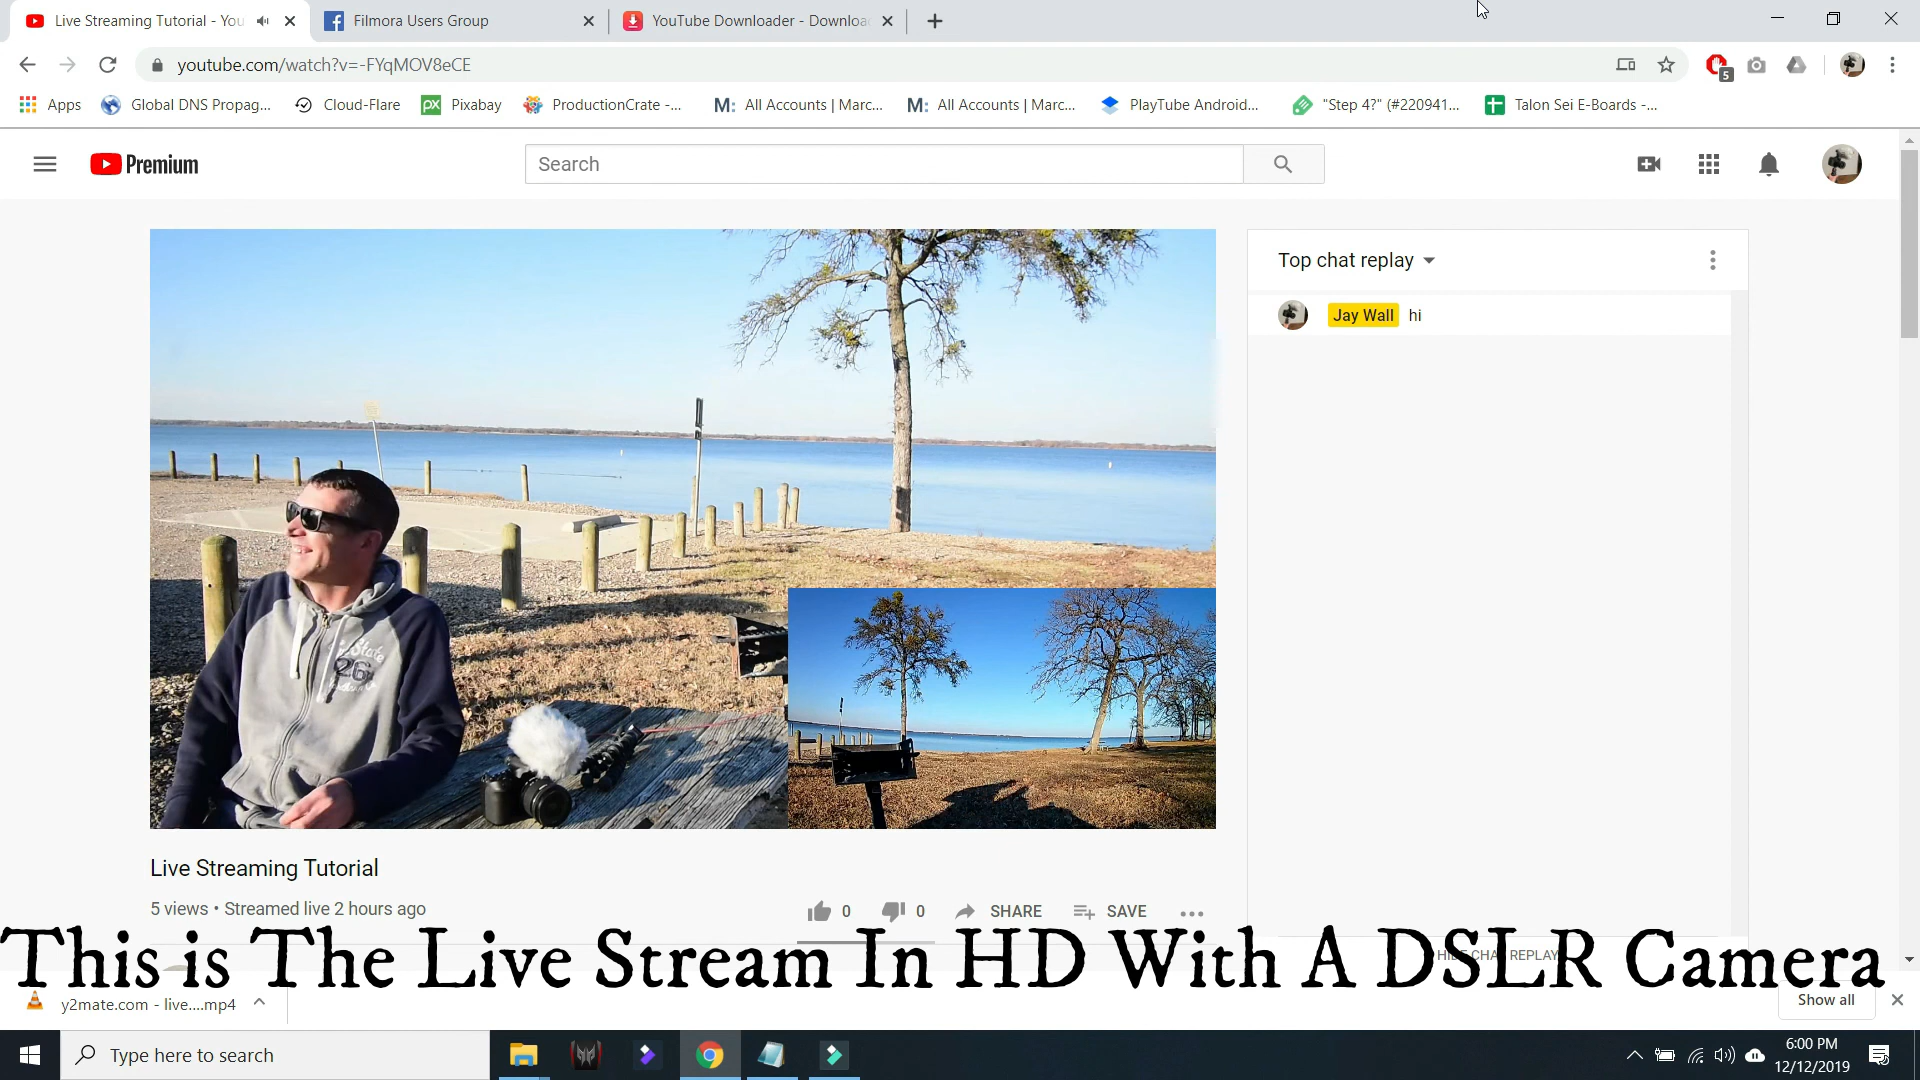 Live Streaming Tutorial - You
Filmora Users Group
YouTube Downloader - Downloa
youtube.com/watch?v=-FYqMOV8eCE
5
Apps
Global DNS Propag...
Cloud-Flare
px
Pixabay
ProductionCrate -...
M: All Accounts | Marc...
M: All Accounts | Marc...
PlayTube Android...
"Step 4?" (#220941...
Talon Sei E-Boards -...
Premium
Search
Top chat replay
Jay Wall hi
State
26
Live Streaming Tutorial
5 views • Streamed live 2 hours ago
0
0
SHARE
SAVE
This is The Live Stream In HD With A DSLR Camera
y2mate.com - live....mp4
Show all
Type here to search
6:00 PM
12/12/2019